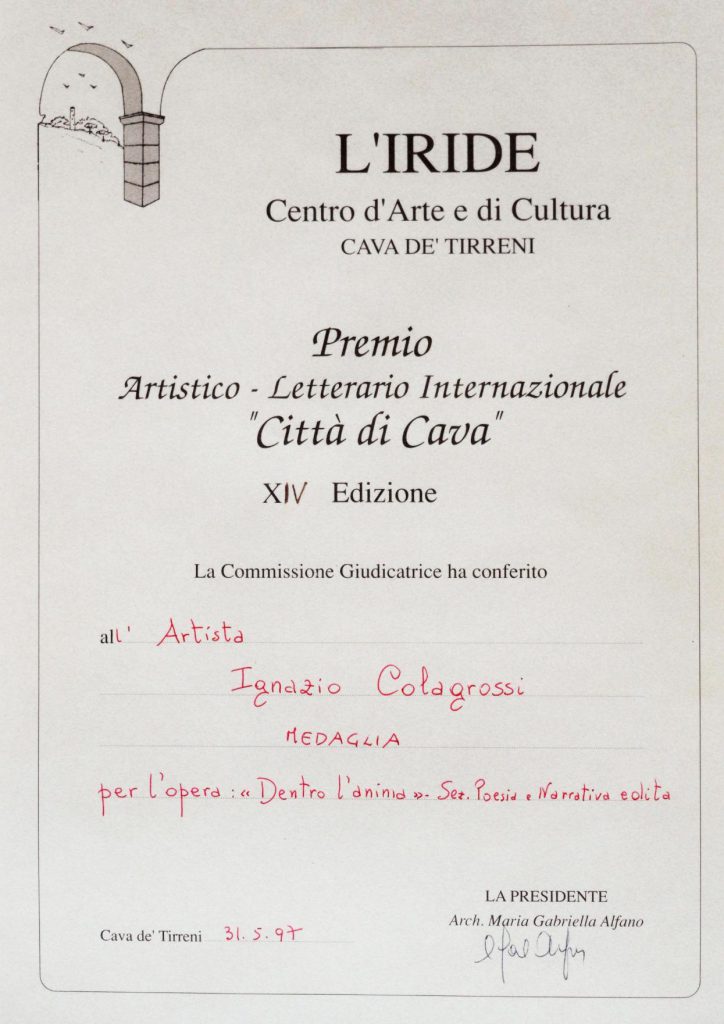 L'IRIDE
Centro d'Arte e di Cultura
CAVA DE' TIRRENI
Premio
Artistico - Letterario Internazionale
"Città di Cava"
XIV Edizione
La Commissione Giudicatrice ha conferito
all' Artista
Ignazio Colagrossi
MEDAGLIA
per l'opera: «Dentro l'anima»- Sez. Poesia e Narrativa edita
LA PRESIDENTE
Arch. Maria Gabriella Alfano
Cava de' Tirreni 31.5.97